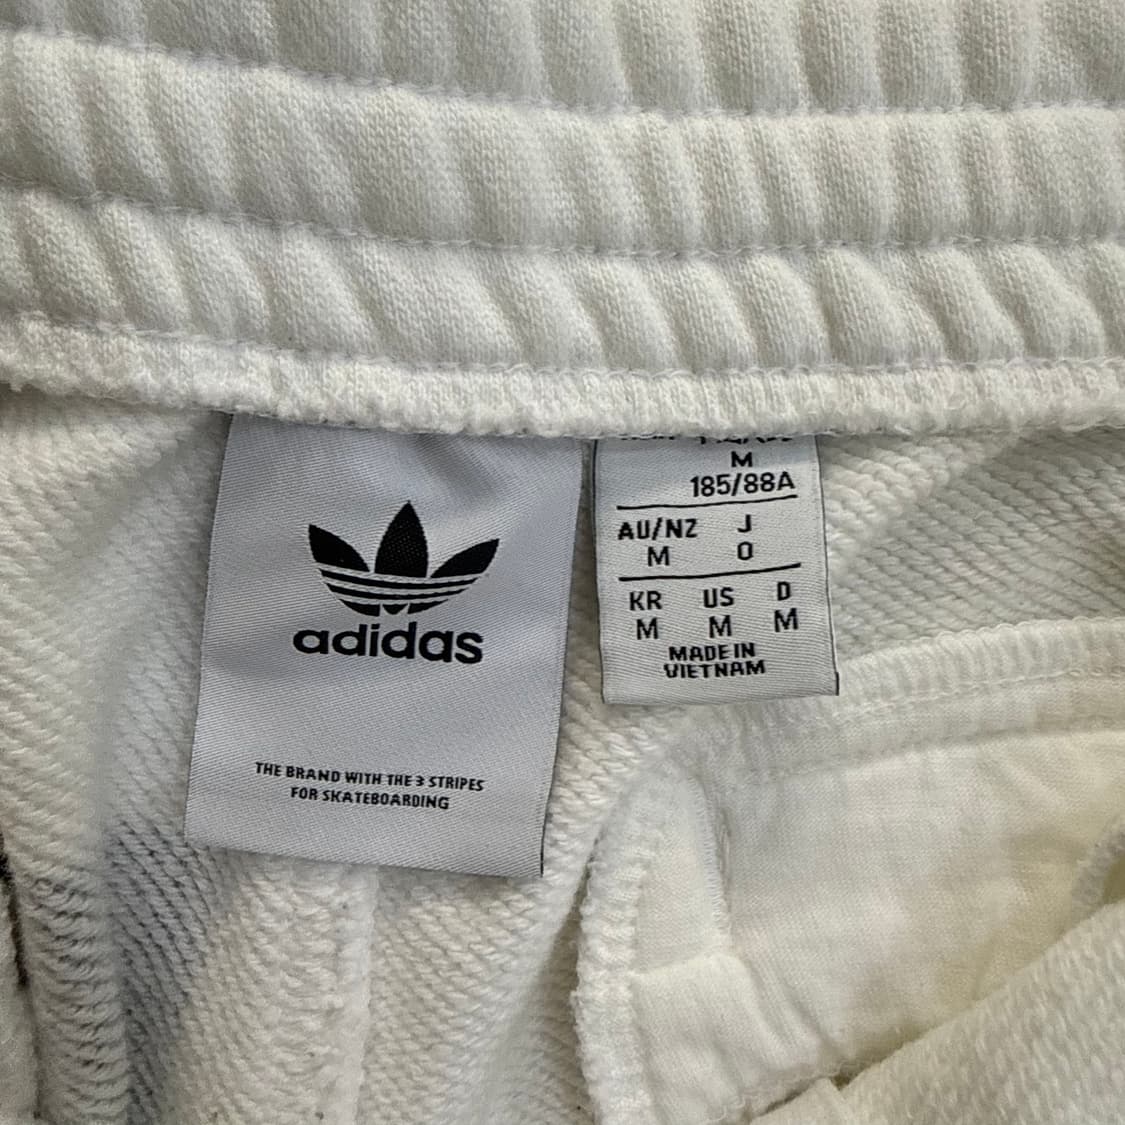 adidas
THE BRAND WITH THE 3 STRIPES
FOR SKATEBOARDING
M
185/88A
AU/NZ J
M O
KR US D
M M M
MADE IN
VIETNAM